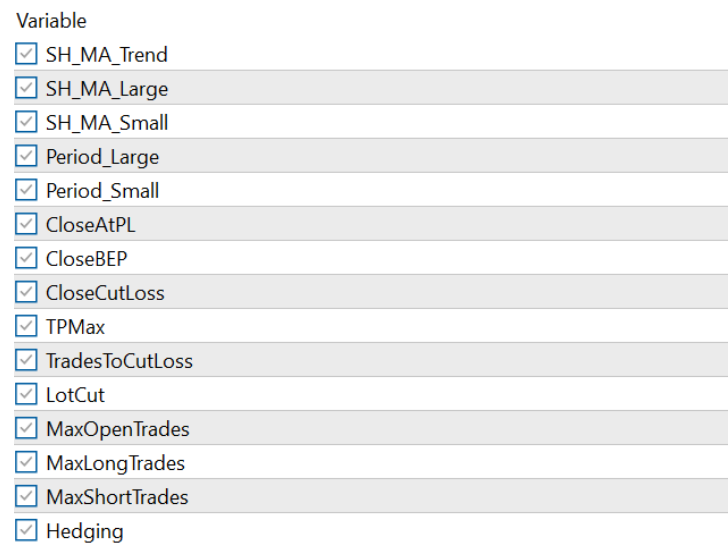 Variable
SH_MA_Trend
SH_MA_Large
SH_MA_Small
Period_Large
Period_Small
CloseAtPL
CloseBEP
CloseCutLoss
TPMax
TradesToCutLoss
LotCut
MaxOpenTrades
MaxLongTrades
MaxShortTrades
Hedging